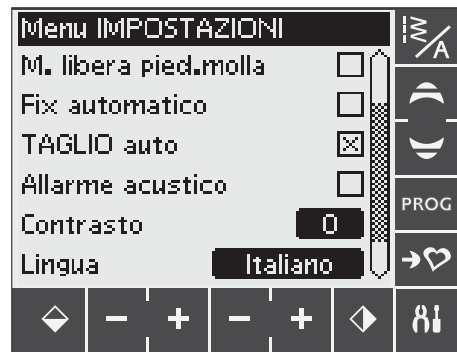 Menu IMPOSTAZIONI
M. libera pied.molla
Fix automatico
TAGLIO auto
Allarme acustico
Contrasto 0
Lingua Italiano
A
PROG
- + - +